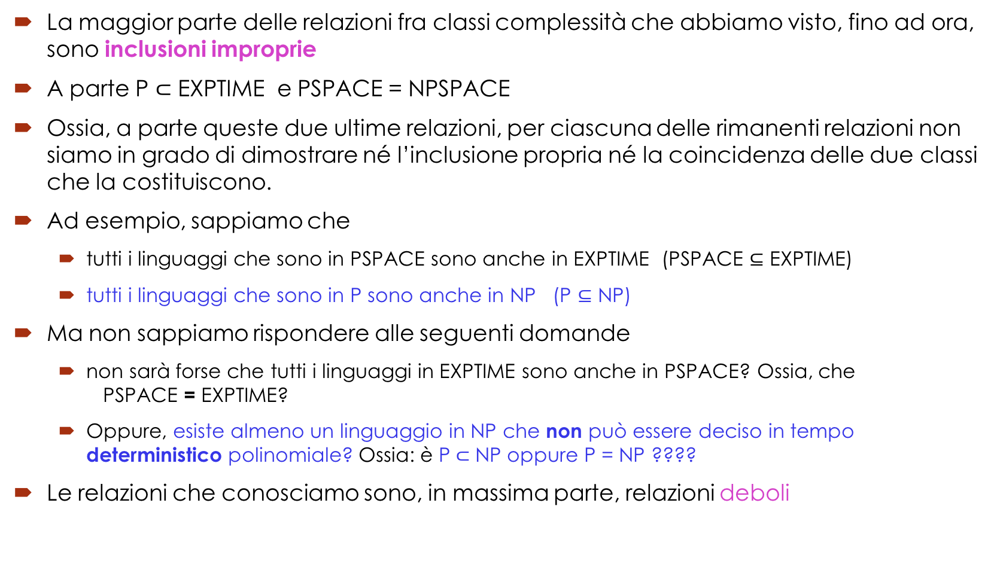 La maggior parte delle relazioni fra classi complessità che abbiamo visto, fino ad ora,
sono inclusioni improprie
A parte P ⊂ EXPTIME e PSPACE = NPSPACE
Ossia, a parte queste due ultime relazioni, per ciascuna delle rimanenti relazioni non
siamo in grado di dimostrare né l’inclusione propria né la coincidenza delle due classi
che la costituiscono.
Ad esempio, sappiamo che
tutti i linguaggi che sono in PSPACE sono anche in EXPTIME (PSPACE ⊆ EXPTIME)
tutti i linguaggi che sono in P sono anche in NP (P ⊆ NP)
Ma non sappiamo rispondere alle seguenti domande
non sarà forse che tutti i linguaggi in EXPTIME sono anche in PSPACE? Ossia, che
PSPACE = EXPTIME?
Oppure, esiste almeno un linguaggio in NP che non può essere deciso in tempo
deterministico polinomiale? Ossia: è P ⊂ NP oppure P = NP ????
Le relazioni che conosciamo sono, in massima parte, relazioni deboli